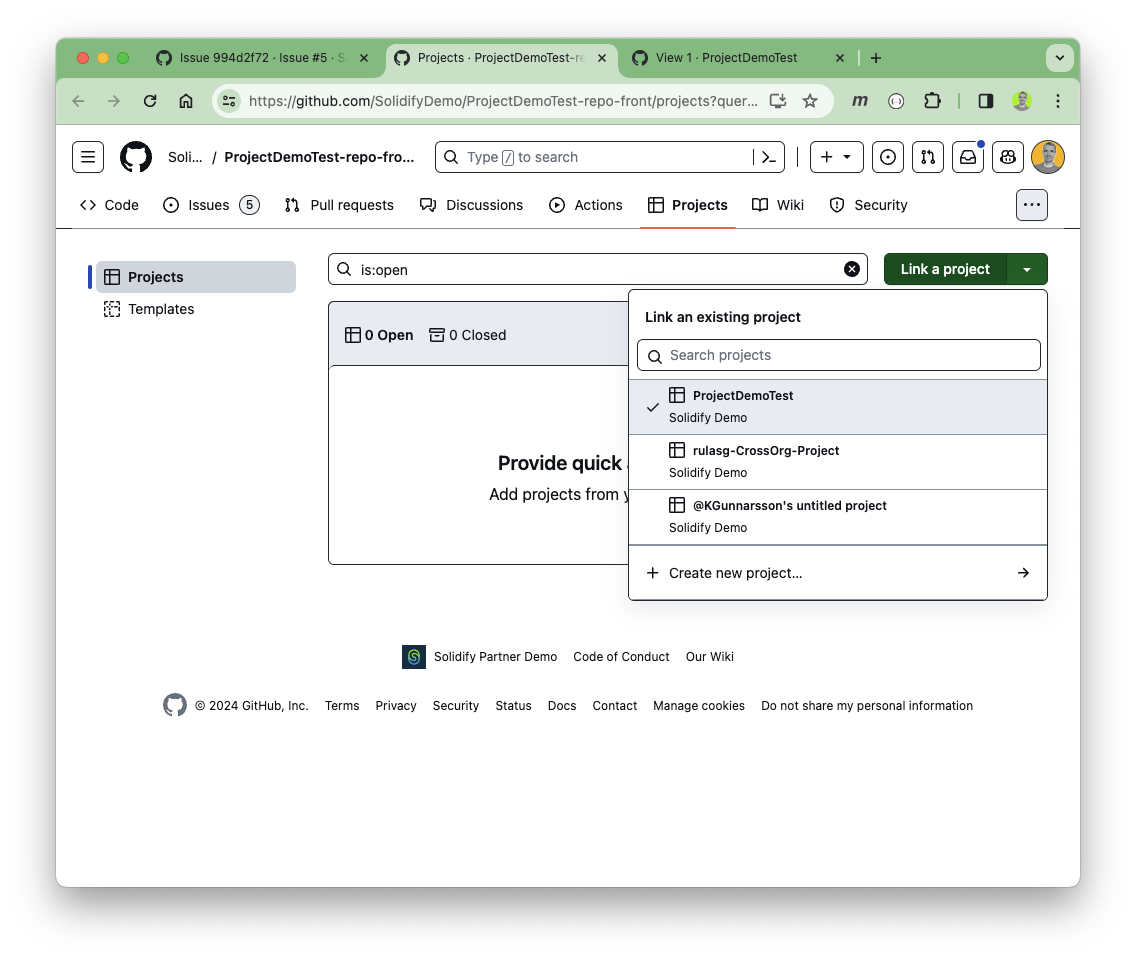 Issue 994d2f72 · Issue #5 · S
Projects · ProjectDemoTest-re
View 1 · ProjectDemoTest
https://github.com/SolidifyDemo/ProjectDemoTest-repo-front/projects?quer...
Soli... / ProjectDemoTest-repo-fro...
Type / to search
Code
Issues 5
Pull requests
Discussions
Actions
Projects
Wiki
Security
Projects
Templates
is:open
Link a project
0 Open
0 Closed
Provide quick
Add projects from
Link an existing project
Search projects
ProjectDemoTest
Solidify Demo
rulasg-CrossOrg-Project
Solidify Demo
@KGunnarsson's untitled project
Solidify Demo
Create new project...
Solidify Partner Demo
Code of Conduct
Our Wiki
© 2024 GitHub, Inc.
Terms
Privacy
Security
Status
Docs
Contact
Manage cookies
Do not share my personal information